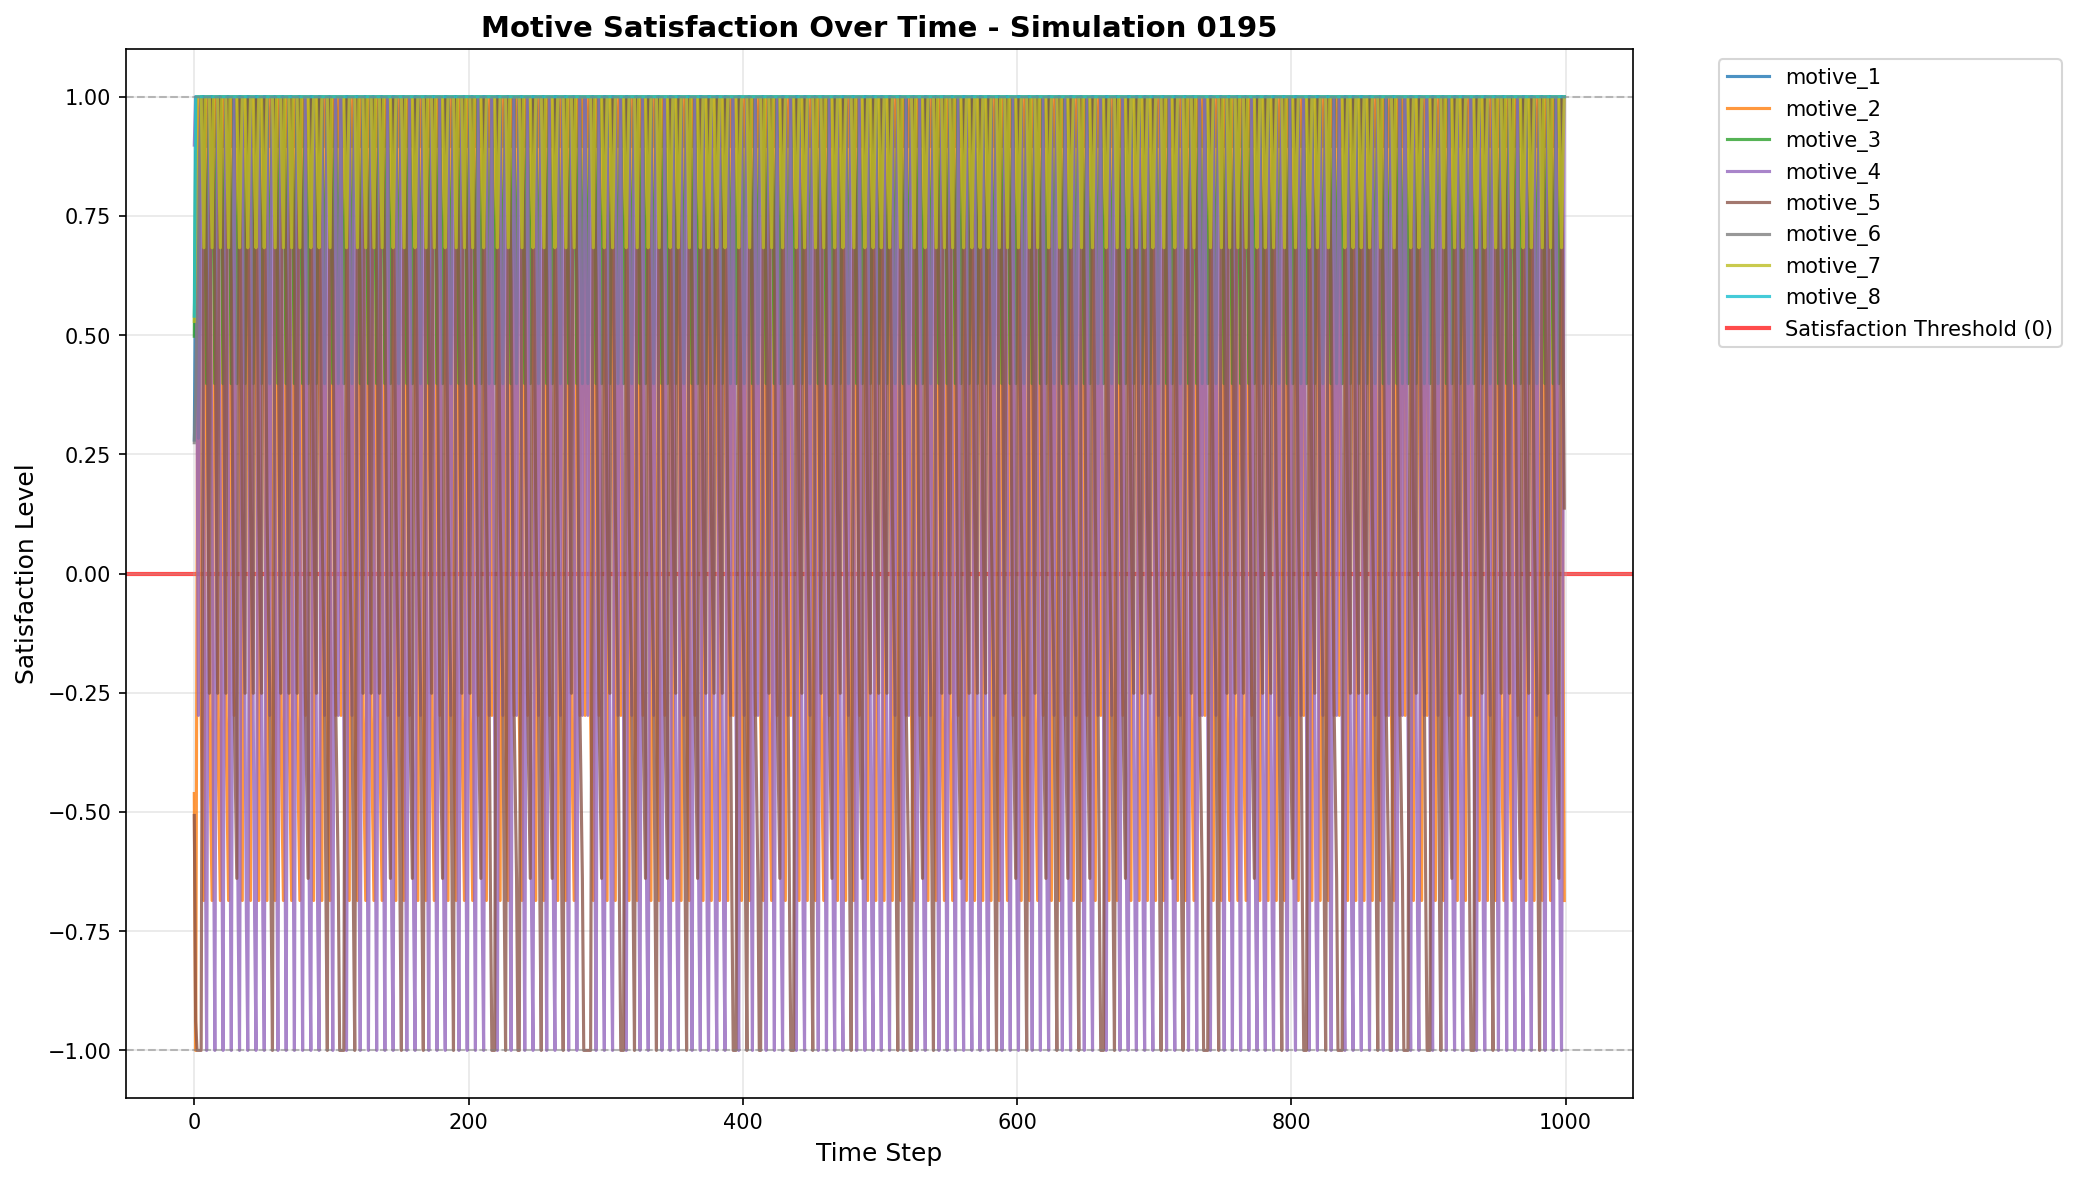 Motive Satisfaction Over Time - Simulation 0195
1.00
0.75
0.50
0.25
0.00
−0.25
−0.50
−0.75
−1.00
Satisfaction Level
0
200
400
600
800
1000
Time Step
motive_1
motive_2
motive_3
motive_4
motive_5
motive_6
motive_7
motive_8
Satisfaction Threshold (0)